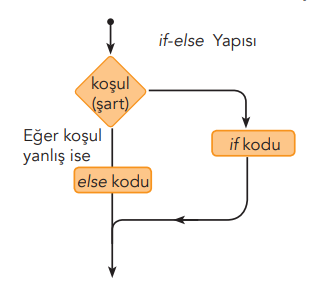 if-else Yapısı
koşul
(şart)
Eğer koşul
yanlış ise
if kodu
else kodu